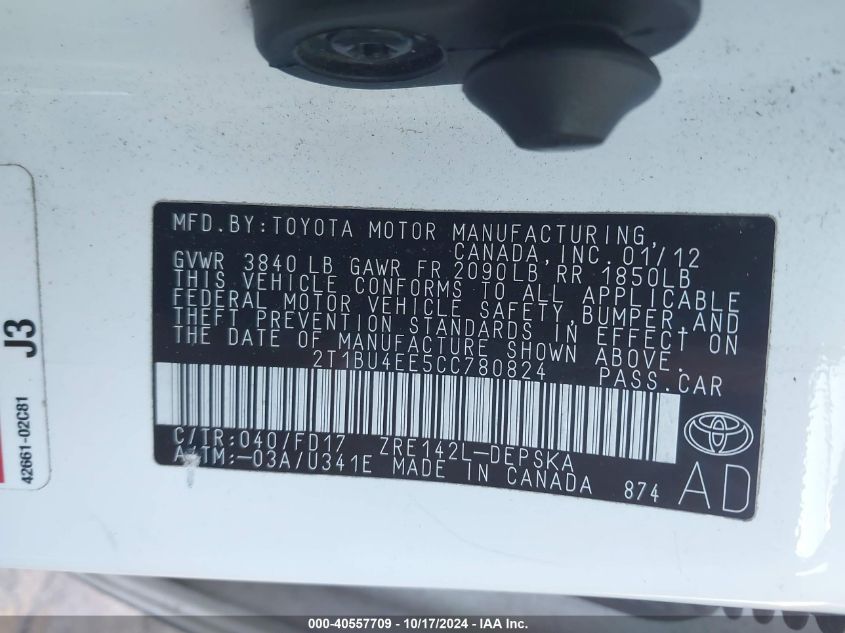 MFD.BY:TOYOTA MOTOR MANUFACTURING,
CANADA, INC. 01/12
GVWR 3840 LB GAWR FR 2090LB RR 1850LB
THIS VEHICLE CONFORMS TO ALL APPLICABLE
FEDERAL MOTOR VEHICLE SAFETY,BUMPER,AND
THEFT PREVENTION STANDARDS IN EFFECT ON
THE DATE OF MANUFACTURE SHOWN ABOVE.
2T1BU4EE5CC780824 PASS.CAR
C/TR:040/FD17 ZRE142L-DEPSKA
A/TM:-03A/U341E MADE IN CANADA 874
AD
J3
42661-02C81
000-40557709 - 10/17/2024 - IAA Inc.